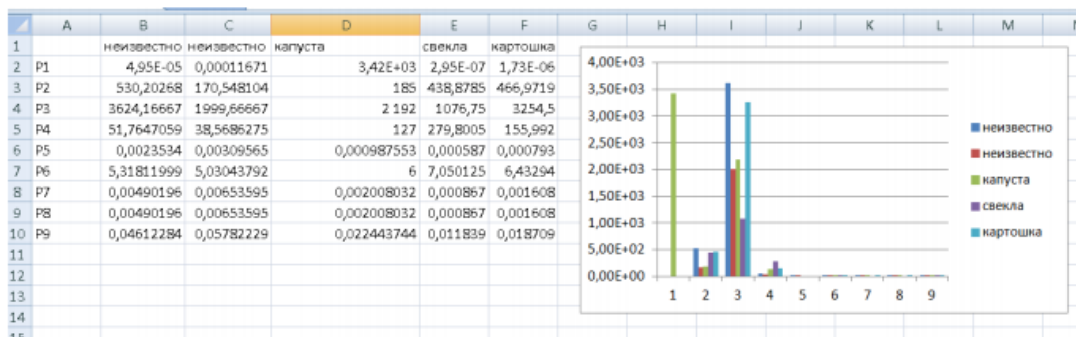 A B C D E F G H I J K L M
1 неизвестно неизвестно капуста свекла картошка
2 P1 4,95E-05 0,00011671 3,42E+03 2,95E-07 1,73E-06
3 P2 530,20268 170,548104 185 438,8785 466,9719
4 P3 3624,16667 1999,66667 2 192 1076,75 3254,5
5 P4 51,7647059 38,5686275 127 279,8005 155,992
6 P5 0,0023534 0,00309565 0,000987553 0,000587 0,000793
7 P6 5,31811999 5,03043792 6 7,050125 6,43294
8 P7 0,00490196 0,00653595 0,002008032 0,000867 0,001608
9 P8 0,00490196 0,00653595 0,002008032 0,000867 0,001608
10 P9 0,04612284 0,05782229 0,022443744 0,011839 0,018709
11
12
13
14
4,00E+03
3,50E+03
3,00E+03
2,50E+03
2,00E+03
1,50E+03
1,00E+03
5,00E+02
0,00E+00
1 2 3 4 5 6 7 8 9
неизвестно
неизвестно
капуста
свекла
картошка